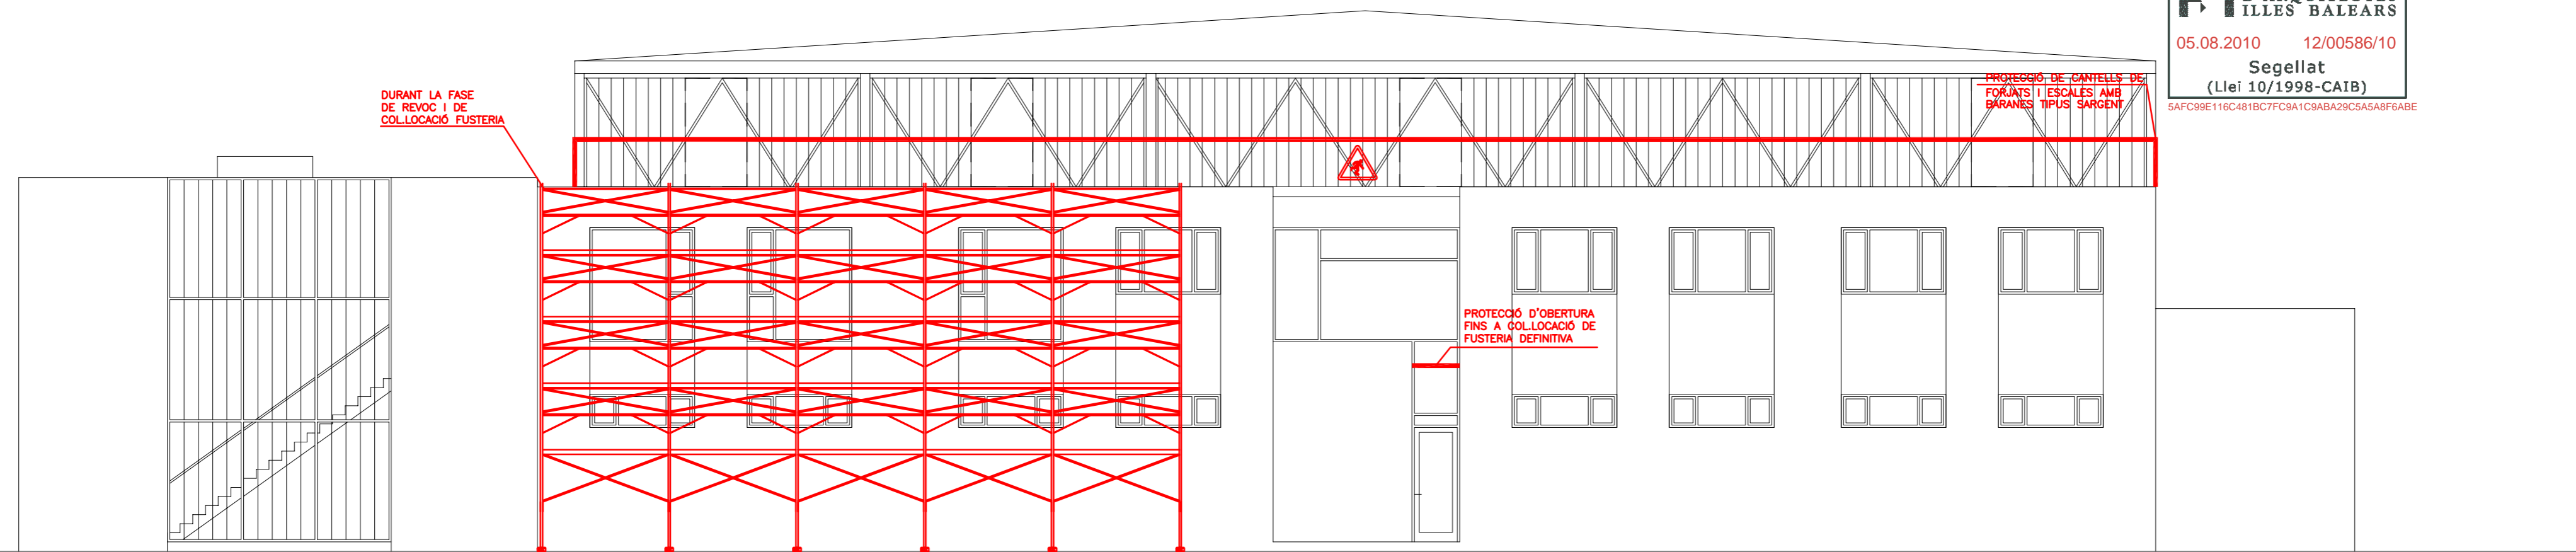 ILLES BALEARS
05.08.2010 12/00586/10
Segellat
(Llei 10/1998-CAIB)
5AFC99E116C481BC7FC9A1C9ABA29C5A5A8F6ABE
DURANT LA FASE
DE REVOC I DE
COL.LOCACIÓ FUSTERIA
PROTECCIÓ DE CANTELLS DE
FORJATS I ESCALES AMB
BARANES TIPUS SARGENT
PROTECCIÓ D'OBERTURA
FINS A COL.LOCACIÓ DE
FUSTERIA DEFINITIVA